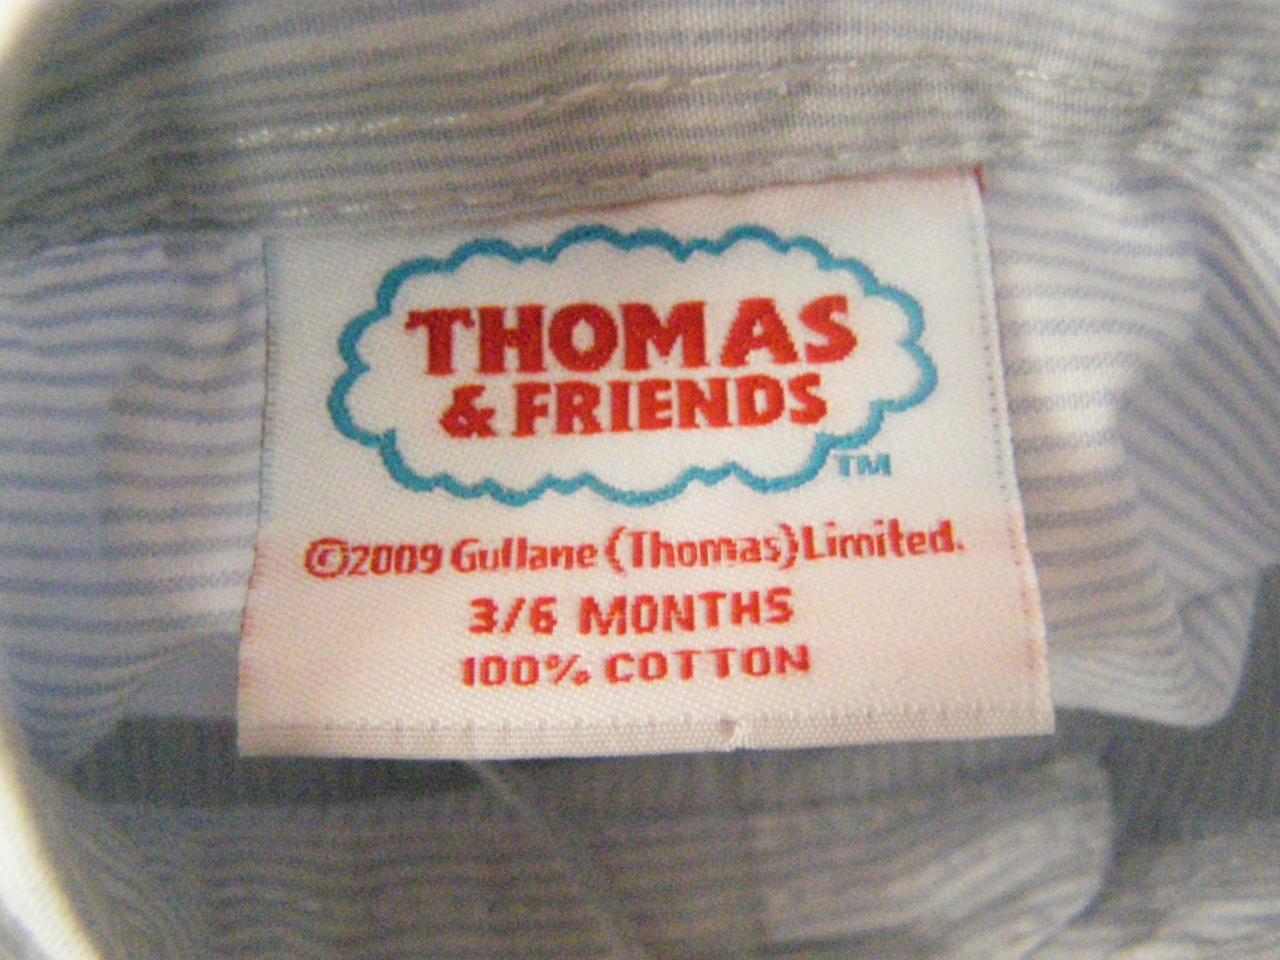 THOMAS
& FRIENDS
TM
©2009 Gullane (Thomas) Limited.
3/6 MONTHS
100% COTTON